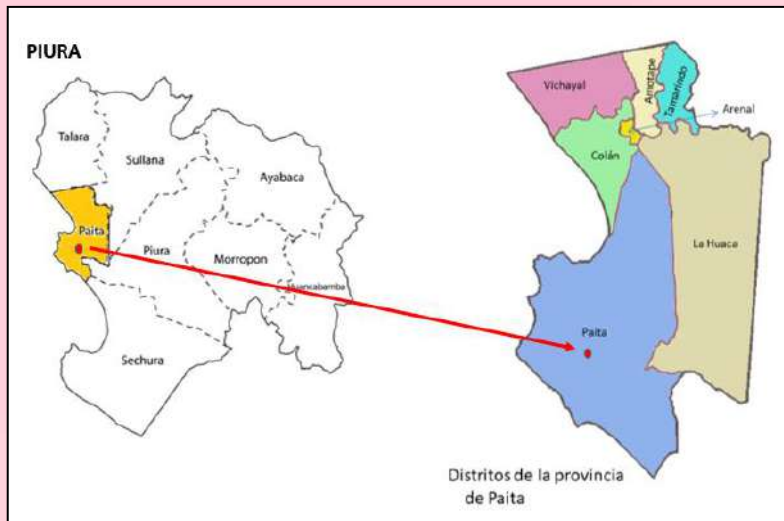 PIURA
Talara
Sullana
Ayabaca
Paita
Piura
Morropon
Huancabamba
Sechura
Vichayal
Amotape
Tamarindo
Arenal
Colán
La Huaca
Paita
Distritos de la provincia
de Paita